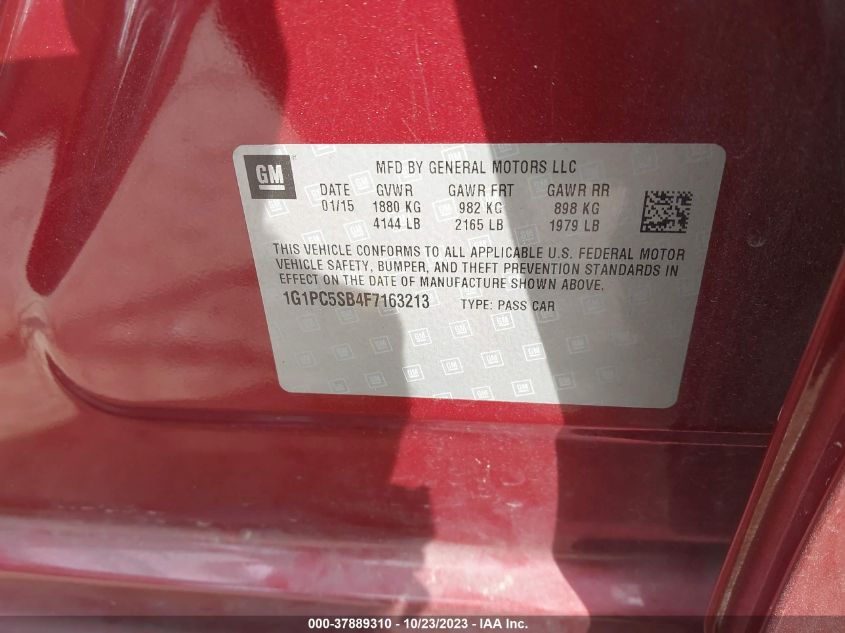 GM
MFD BY GENERAL MOTORS LLC
DATE GVWR GAWR FRT GAWR RR
01/15 1880 KG 982 KG 898 KG
4144 LB 2165 LB 1979 LB
THIS VEHICLE CONFORMS TO ALL APPLICABLE U.S. FEDERAL MOTOR
VEHICLE SAFETY, BUMPER, AND THEFT PREVENTION STANDARDS IN
EFFECT ON THE DATE OF MANUFACTURE SHOWN ABOVE.
1G1PC5SB4F7163213 TYPE: PASS CAR
000-37889310 - 10/23/2023 - IAA Inc.